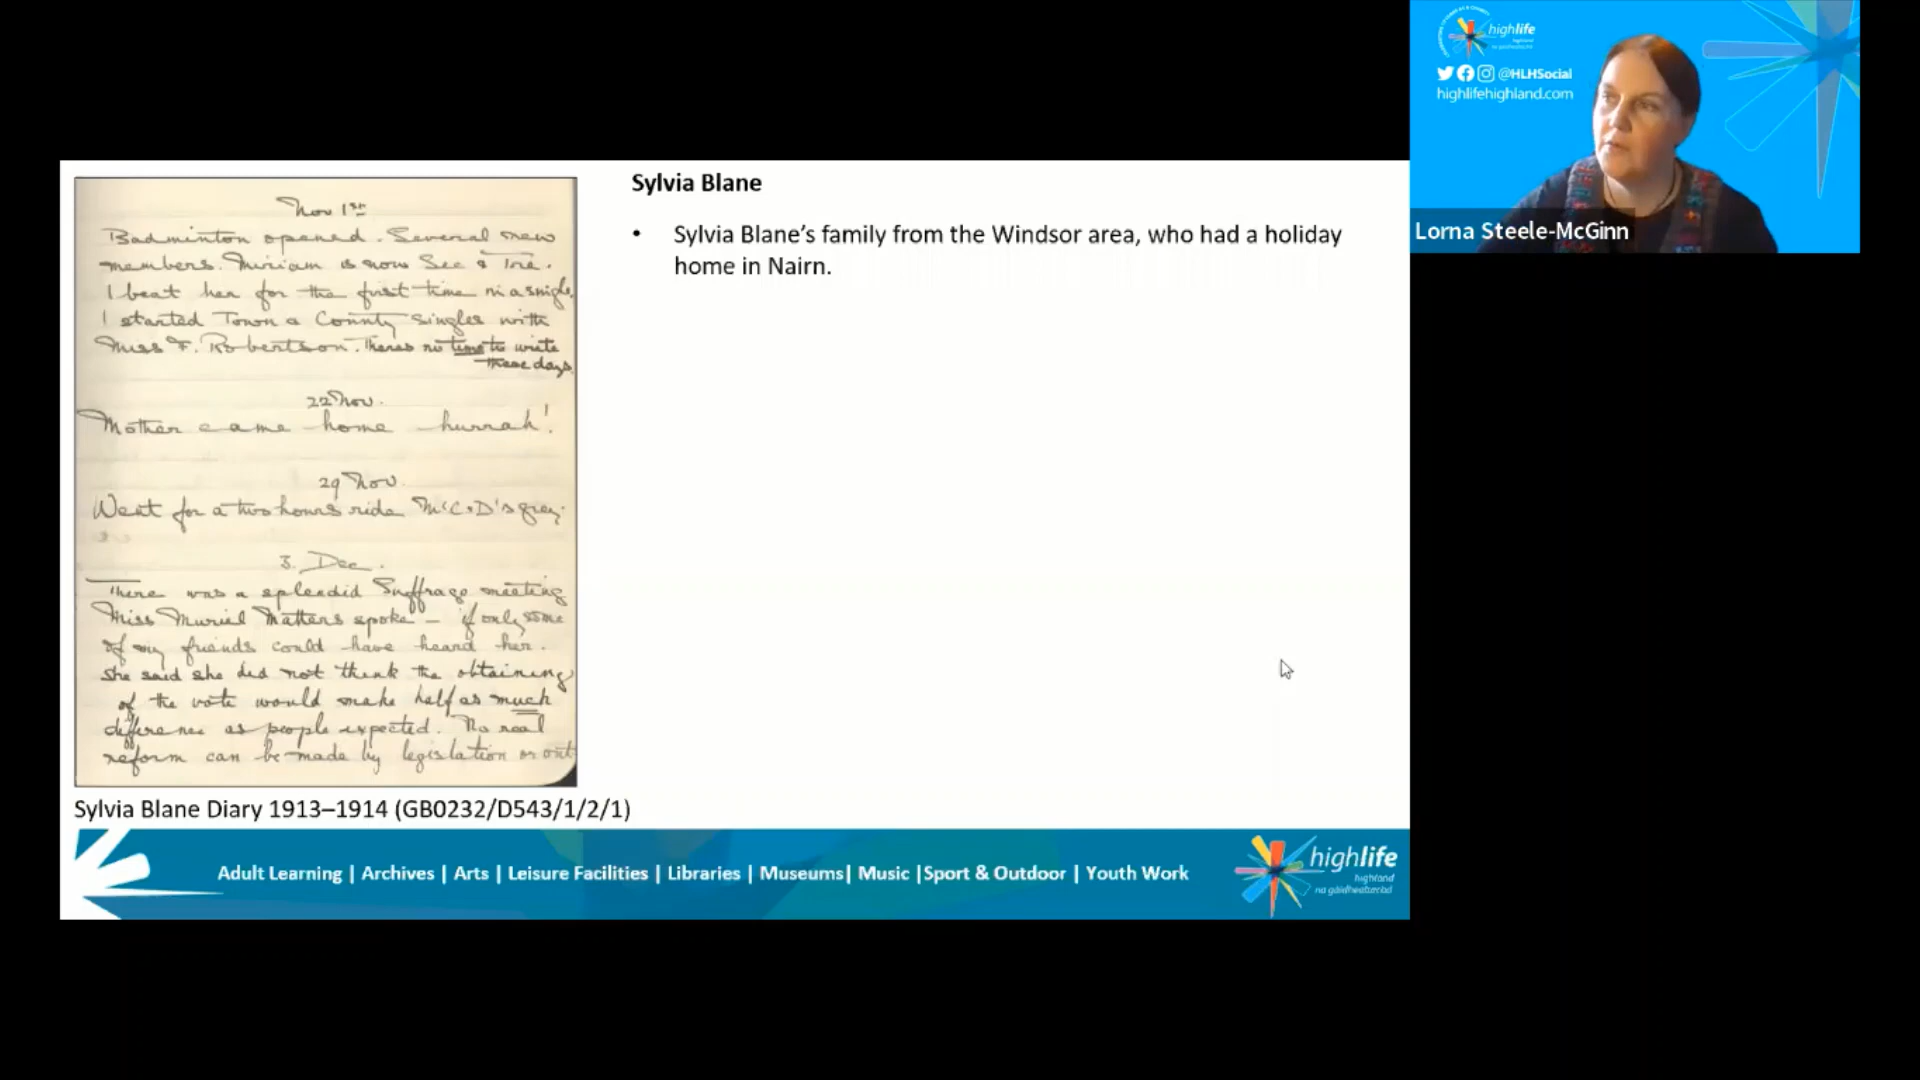 highlife
highland
na gàidhealtachd
@HLHSocial
highlifehighland.com
Lorna Steele-McGinn
Nov 1st
Badminton opened. Several new
members. Miriam is now Sec & Tre.
I beat her for the first time in a single.
I started Town & County singles with
Miss F. Robertson. Theres no time to write
these days
22 Nov.
Mother came home hurrah!
29 Nov.
Went for a two hours ride McC.D's grey.
3. Dec.
There was a splendid Suffrage meeting
Miss Muriel Matters spoke – if only some
of my friends could have heard her.
She said she did not think the obtaining
of the vote would make half as much
difference as people expected. No real
reform can be made by legislation or out
Sylvia Blane Diary 1913–1914 (GB0232/D543/1/2/1)
Sylvia Blane
• Sylvia Blane's family from the Windsor area, who had a holiday
home in Nairn.
Adult Learning | Archives | Arts | Leisure Facilities | Libraries | Museums| Music |Sport & Outdoor | Youth Work
highlife
highland
na gàidhealtachd